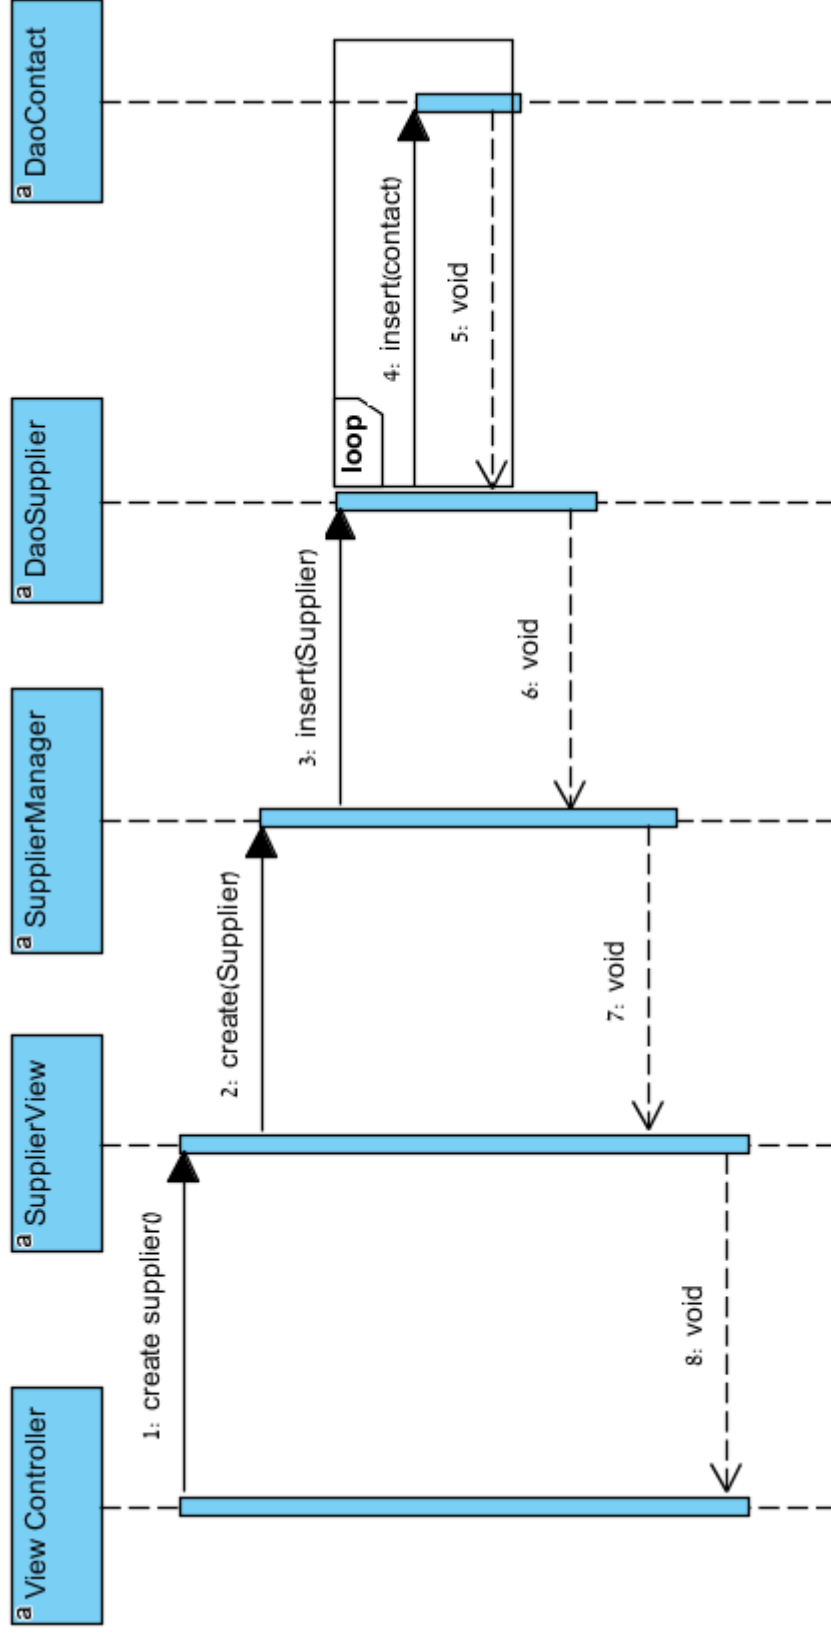 a View Controller
a SupplierView
a SupplierManager
a DaoSupplier
a DaoContact
1: create supplier()
2: create(Supplier)
3: insert(Supplier)
loop
4: insert(contact)
5: void
6: void
7: void
8: void